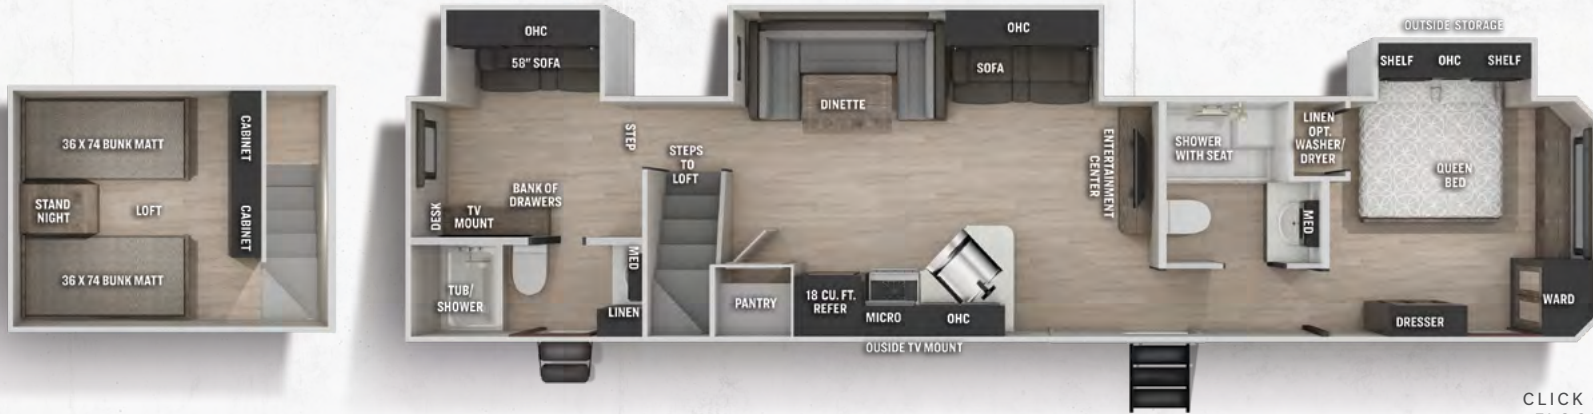 36 X 74 BUNK MATT
CABINET
STAND
NIGHT
LOFT
CABINET
36 X 74 BUNK MATT
OHC
58" SOFA
STEP
STEPS
TO
LOFT
BANK OF
DRAWERS
DESK
TV
MOUNT
TUB/
SHOWER
MED
LINEN
DINETTE
OHC
SOFA
ENTERTAINMENT
CENTER
PANTRY
18 CU. FT.
REFER
MICRO
OHC
OUSIDE TV MOUNT
SHOWER
WITH SEAT
LINEN
OPT.
WASHER/
DRYER
MED
OUTSIDE STORAGE
SHELF
OHC
SHELF
QUEEN
BED
DRESSER
WARD
CLICK